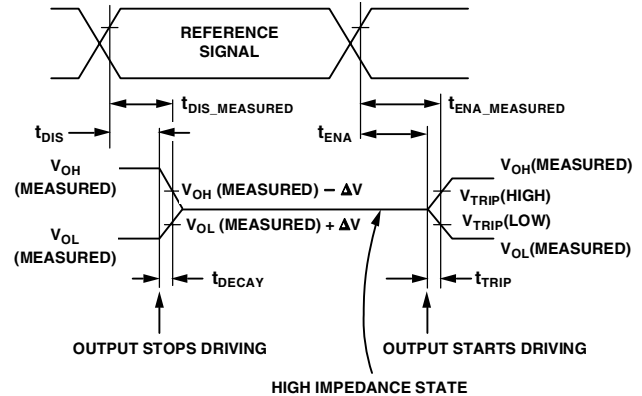 REFERENCE
SIGNAL
tDIS_MEASURED
tENA_MEASURED
tDIS
tENA
VOH
(MEASURED)
VOH (MEASURED) – ΔV
VOH(MEASURED)
VTRIP(HIGH)
VOL (MEASURED) + ΔV
VTRIP(LOW)
VOL
(MEASURED)
VOL(MEASURED)
tDECAY
tTRIP
OUTPUT STOPS DRIVING
OUTPUT STARTS DRIVING
HIGH IMPEDANCE STATE